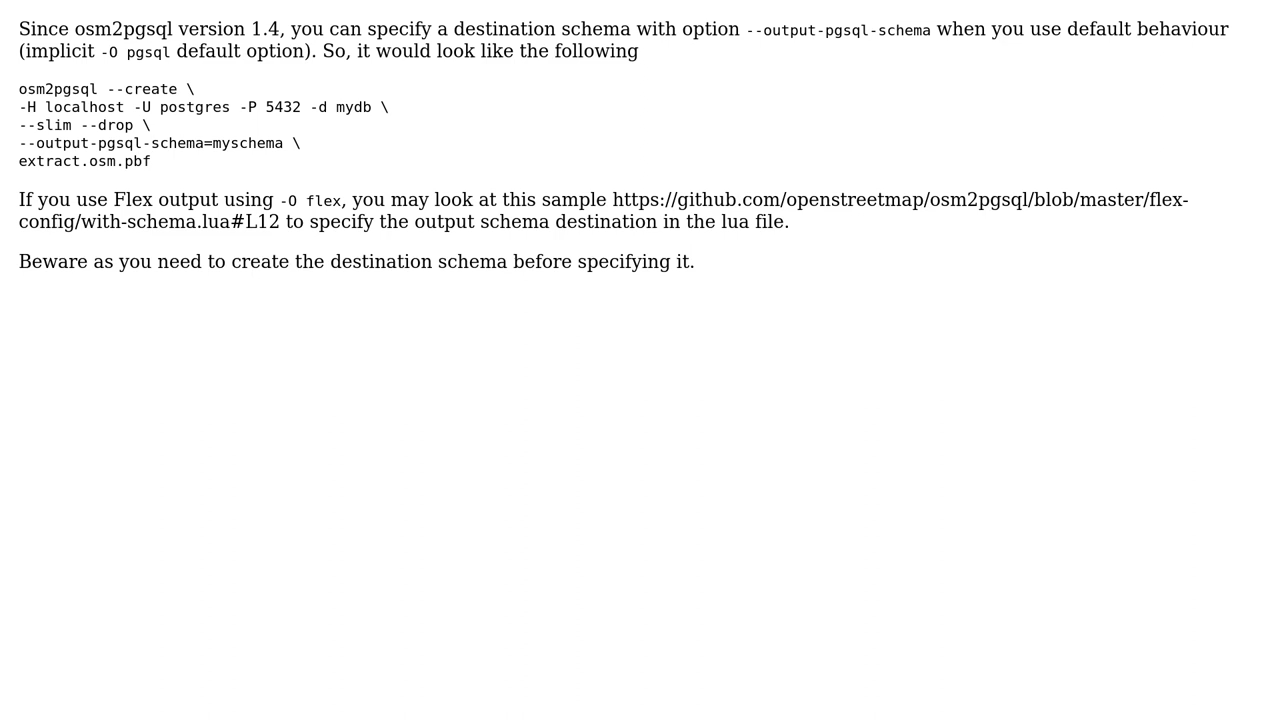 Since osm2pgsql version 1.4, you can specify a destination schema with option --output-pgsql-schema when you use default behaviour
(implicit -O pgsql default option). So, it would look like the following
osm2pgsql --create \
-H localhost -U postgres -P 5432 -d mydb \
--slim --drop \
--output-pgsql-schema=myschema \
extract.osm.pbf
If you use Flex output using -O flex, you may look at this sample https://github.com/openstreetmap/osm2pgsql/blob/master/flex-
config/with-schema.lua#L12 to specify the output schema destination in the lua file.
Beware as you need to create the destination schema before specifying it.